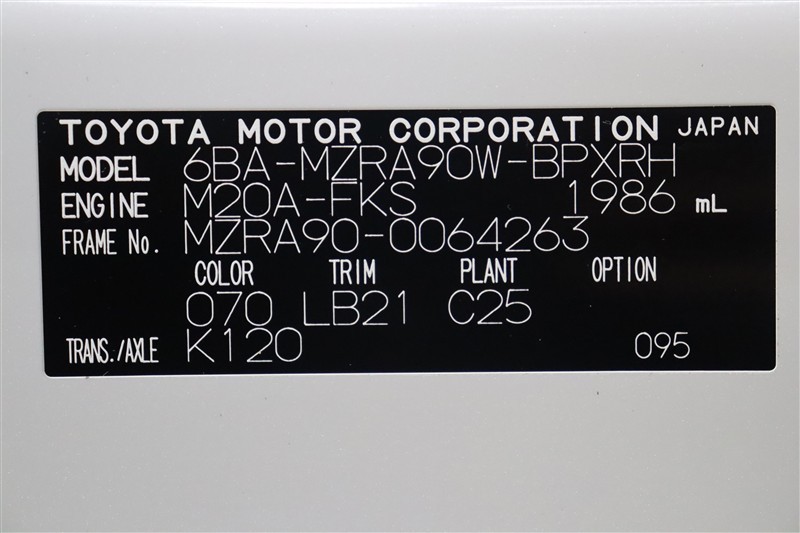 TOYOTA MOTOR CORPORATION JAPAN
MODEL 6BA-MZRA90W-BPXRH
ENGINE M20A-FKS 1986 mL
FRAME No. MZRA90-0064263
COLOR TRIM PLANT OPTION
070 LB21 C25
TRANS./AXLE K120 095